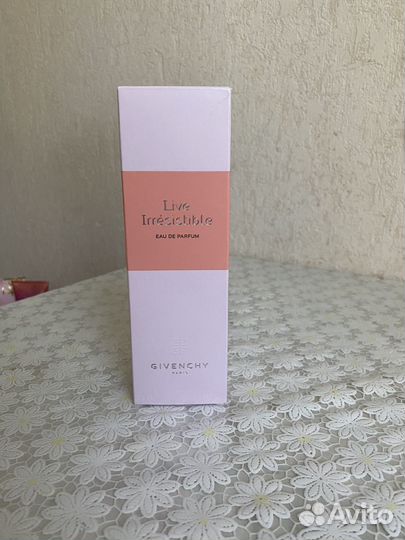 Live
Irrésistible
EAU DE PARFUM
GIVENCHY
PARIS
Avito